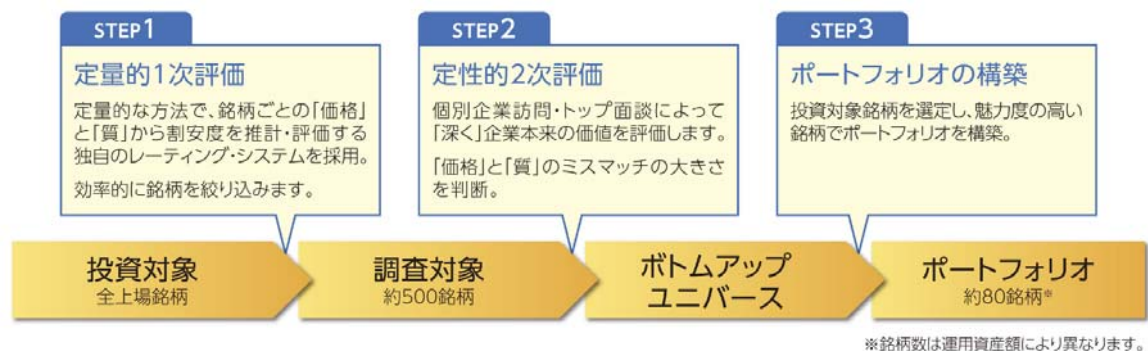 STEP1
定量的1次評価
定量的な方法で、銘柄ごとの「価格」
と「質」から割安度を推計・評価する
独自のレーティング・システムを採用。
効率的に銘柄を絞り込みます。
STEP2
定性的2次評価
個別企業訪問・トップ面談によって
「深く」企業本来の価値を評価します。
「価格」と「質」のミスマッチの大きさ
を判断。
STEP3
ポートフォリオの構築
投資対象銘柄を選定し、魅力度の高い
銘柄でポートフォリオを構築。
投資対象
全上場銘柄
調査対象
約500銘柄
ボトムアップ
ユニバース
ポートフォリオ
約80銘柄※
※銘柄数は運用資産額により異なります。